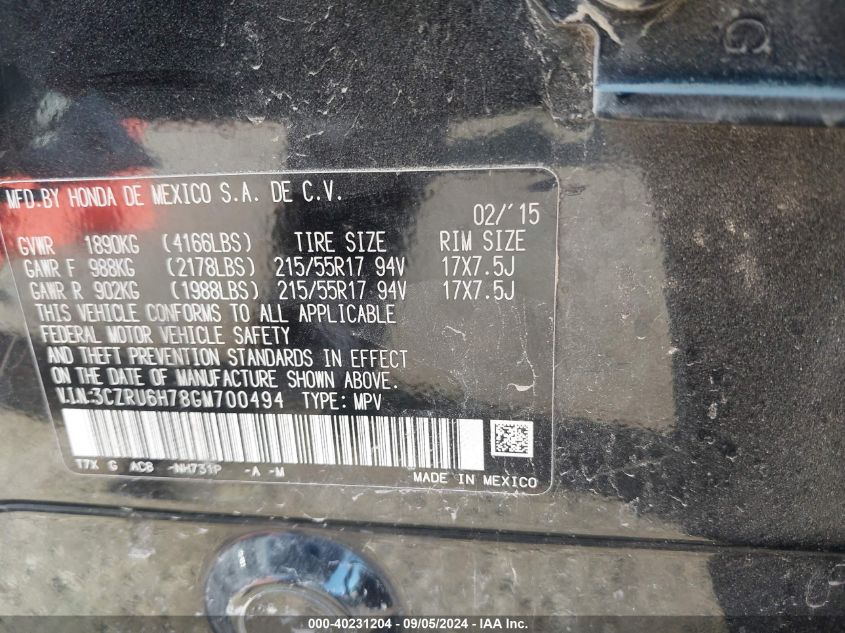 MFD.BY HONDA DE MEXICO S.A. DE C.V.
02/'15
GVWR 1890KG (4166LBS) TIRE SIZE RIM SIZE
GAWR F 988KG (2178LBS) 215/55R17 94V 17X7.5J
GAWR R 902KG (1988LBS) 215/55R17 94V 17X7.5J
THIS VEHICLE CONFORMS TO ALL APPLICABLE
FEDERAL MOTOR VEHICLE SAFETY
AND THEFT PREVENTION STANDARDS IN EFFECT
ON THE DATE OF MANUFACTURE SHOWN ABOVE.
V.I.N:3CZRU6H78GM700494 TYPE: MPV
T7X G AC8 -NH731P -A -M
MADE IN MEXICO
G
000-40231204 - 09/05/2024 - IAA Inc.